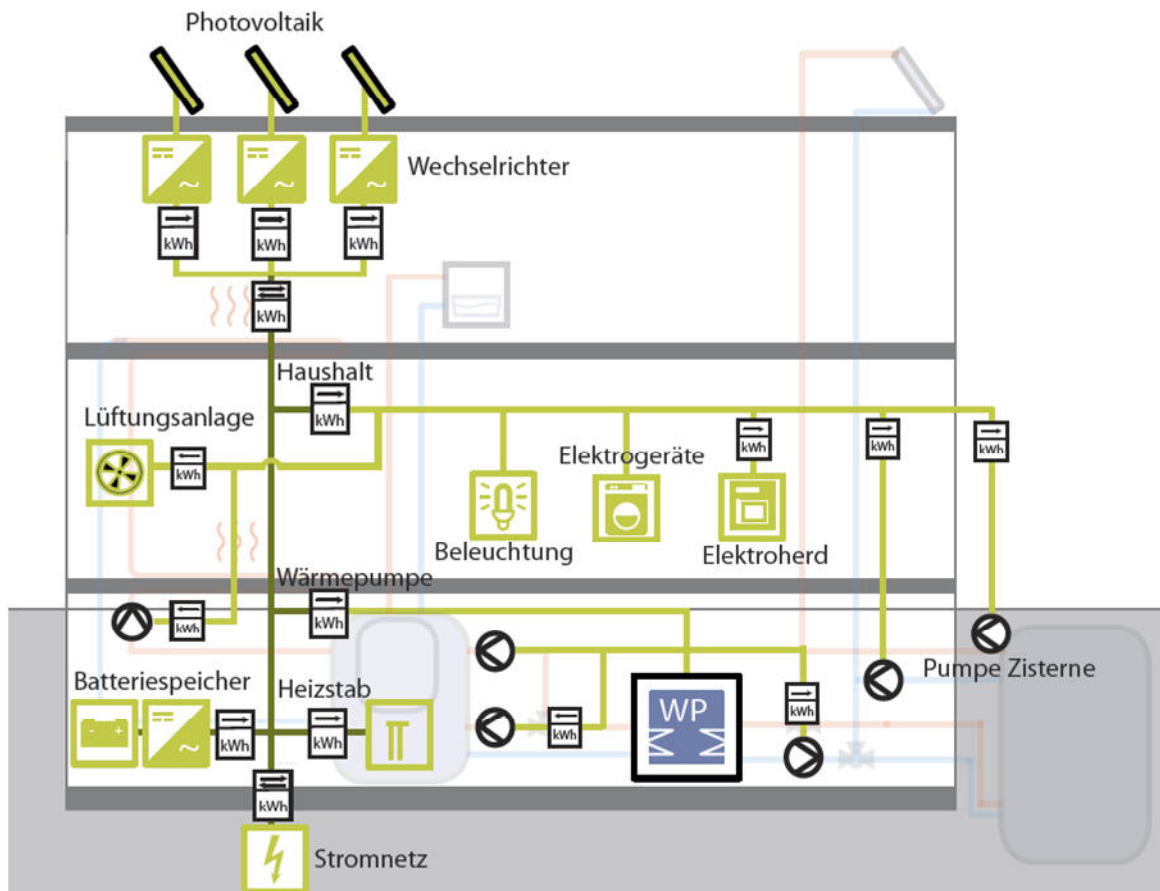 Photovoltaik
Wechselrichter
kWh
kWh
kWh
kWh
Haushalt
kWh
Lüftungsanlage
kWh
kWh
kWh
kWh
Elektrogeräte
Beleuchtung
Elektroherd
Wärmepumpe
kWh
kWh
Pumpe Zisterne
Batteriespeicher
Heizstab
WP
kWh
kWh
kWh
kWh
kWh
Stromnetz